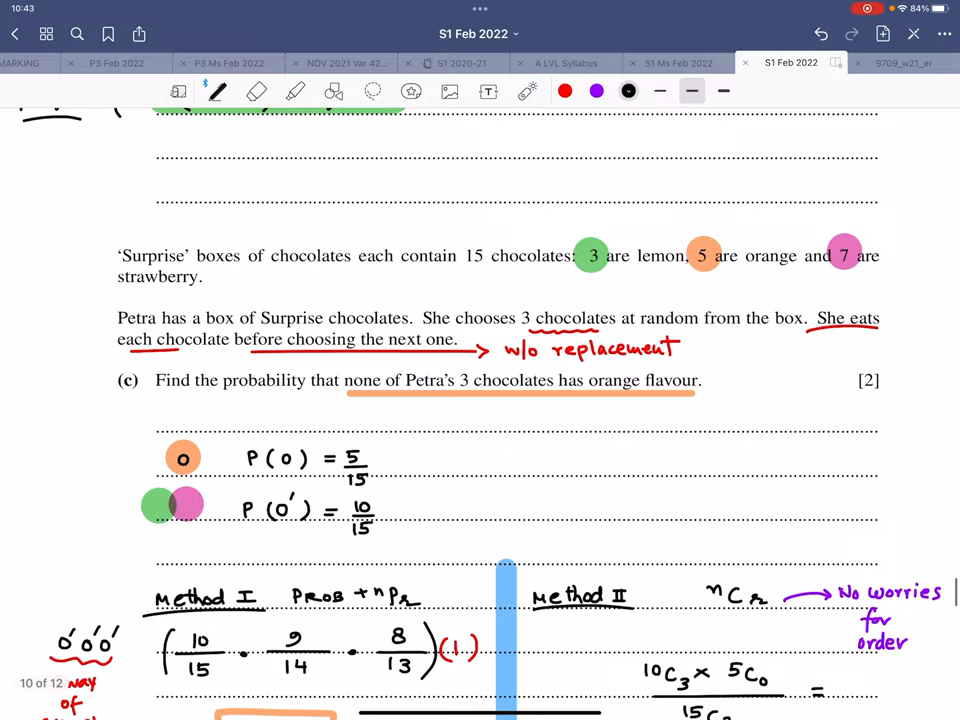 10:43
84%
S1 Feb 2022
MARKING
P3 Feb 2022
P3 Ms Feb 2022
NOV 2021 Var 42...
S1 2020-21
A LVL Syllabus
S1 Ms Feb 2022
S1 Feb 2022
9709_w21_er
'Surprise' boxes of chocolates each contain 15 chocolates: 3 are lemon, 5 are orange and 7 are
strawberry.
Petra has a box of Surprise chocolates. She chooses 3 chocolates at random from the box. She eats
each chocolate before choosing the next one. → w/o replacement
(c) Find the probability that none of Petra's 3 chocolates has orange flavour. [2]
O P(O) = 5/15
P(O') = 10/15
Method I PROB + nPr
Method II nCr → No worries
for
order
O'O'O' (10/15 · 9/14 · 8/13)(1)
10C3 × 5C0 / =
10 of 12
way
of